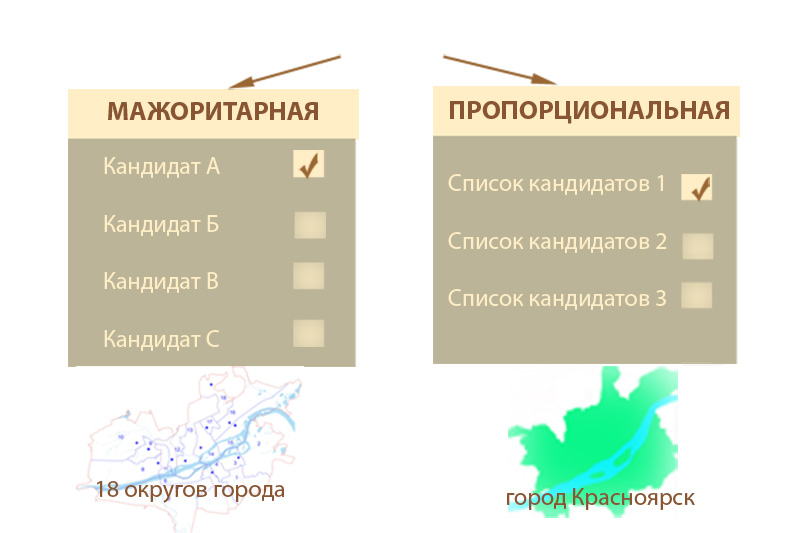 МАЖОРИТАРНАЯ
Кандидат А
Кандидат Б
Кандидат В
Кандидат С
18 округов города
ПРОПОРЦИОНАЛЬНАЯ
Список кандидатов 1
Список кандидатов 2
Список кандидатов 3
город Красноярск